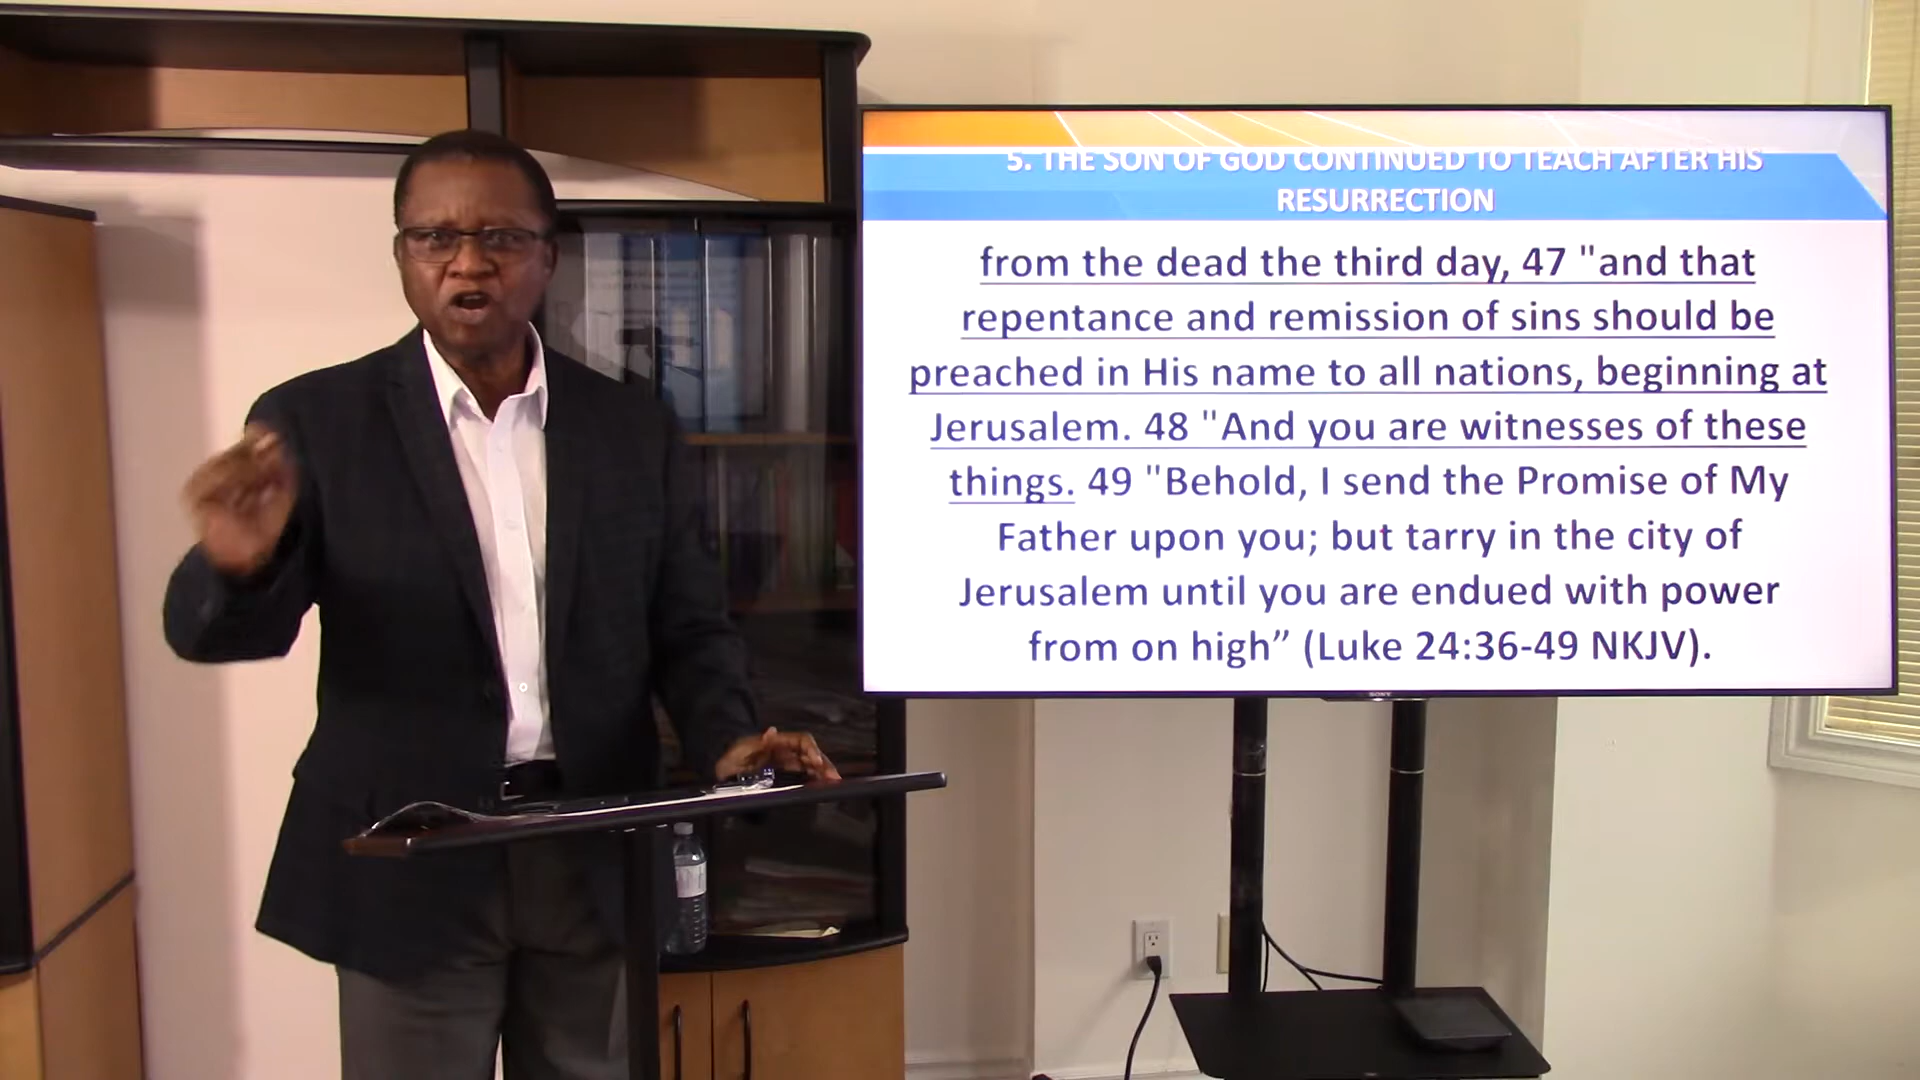 5. THE SON OF GOD CONTINUED TO TEACH AFTER HIS
RESURRECTION
from the dead the third day, 47 "and that
repentance and remission of sins should be
preached in His name to all nations, beginning at
Jerusalem. 48 "And you are witnesses of these
things. 49 "Behold, I send the Promise of My
Father upon you; but tarry in the city of
Jerusalem until you are endued with power
from on high” (Luke 24:36-49 NKJV).
SONY